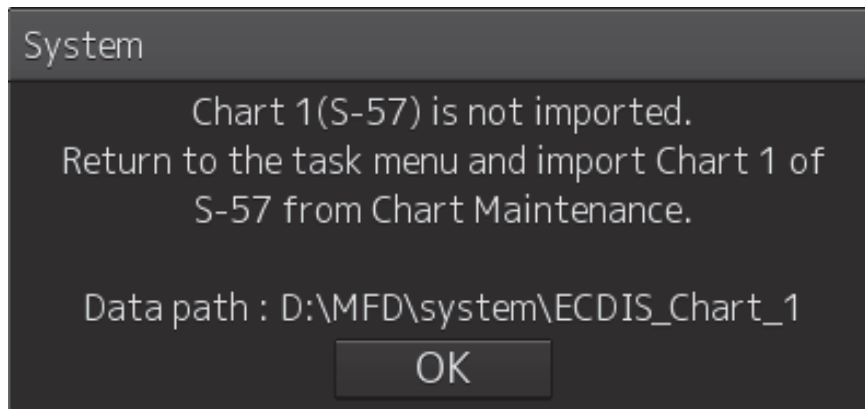 System
Chart 1(S-57) is not imported.
Return to the task menu and import Chart 1 of
S-57 from Chart Maintenance.
Data path : D:\MFD\system\ECDIS_Chart_1
OK